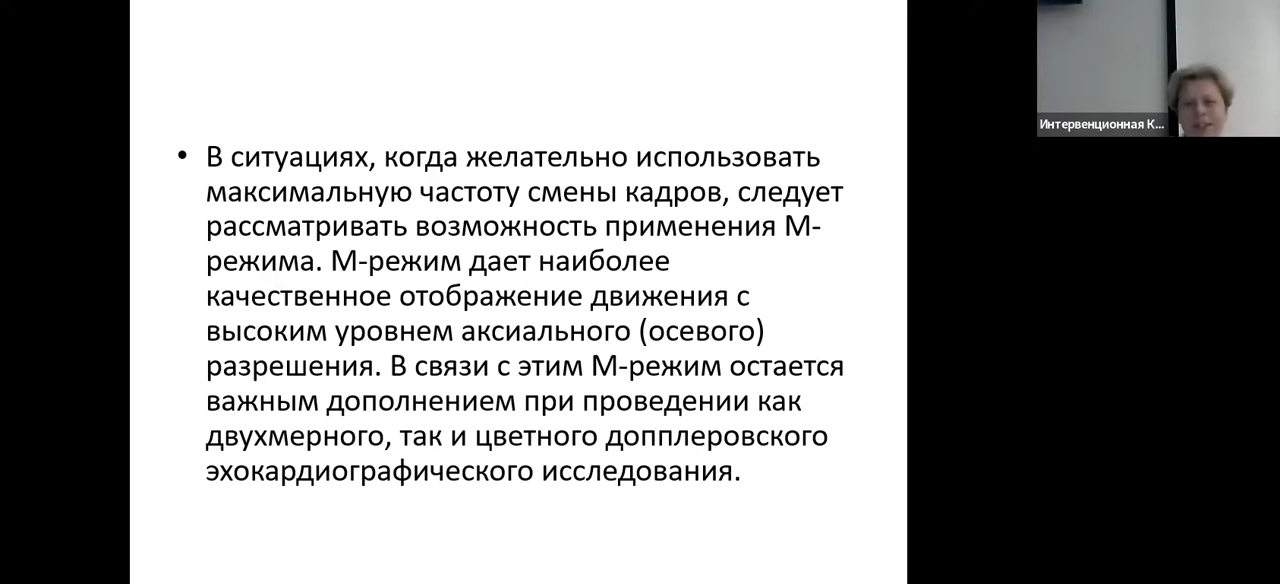 • В ситуациях, когда желательно использовать
максимальную частоту смены кадров, следует
рассматривать возможность применения М-
режима. М-режим дает наиболее
качественное отображение движения с
высоким уровнем аксиального (осевого)
разрешения. В связи с этим М-режим остается
важным дополнением при проведении как
двухмерного, так и цветного допплеровского
эхокардиографического исследования.
Интервенционная К...